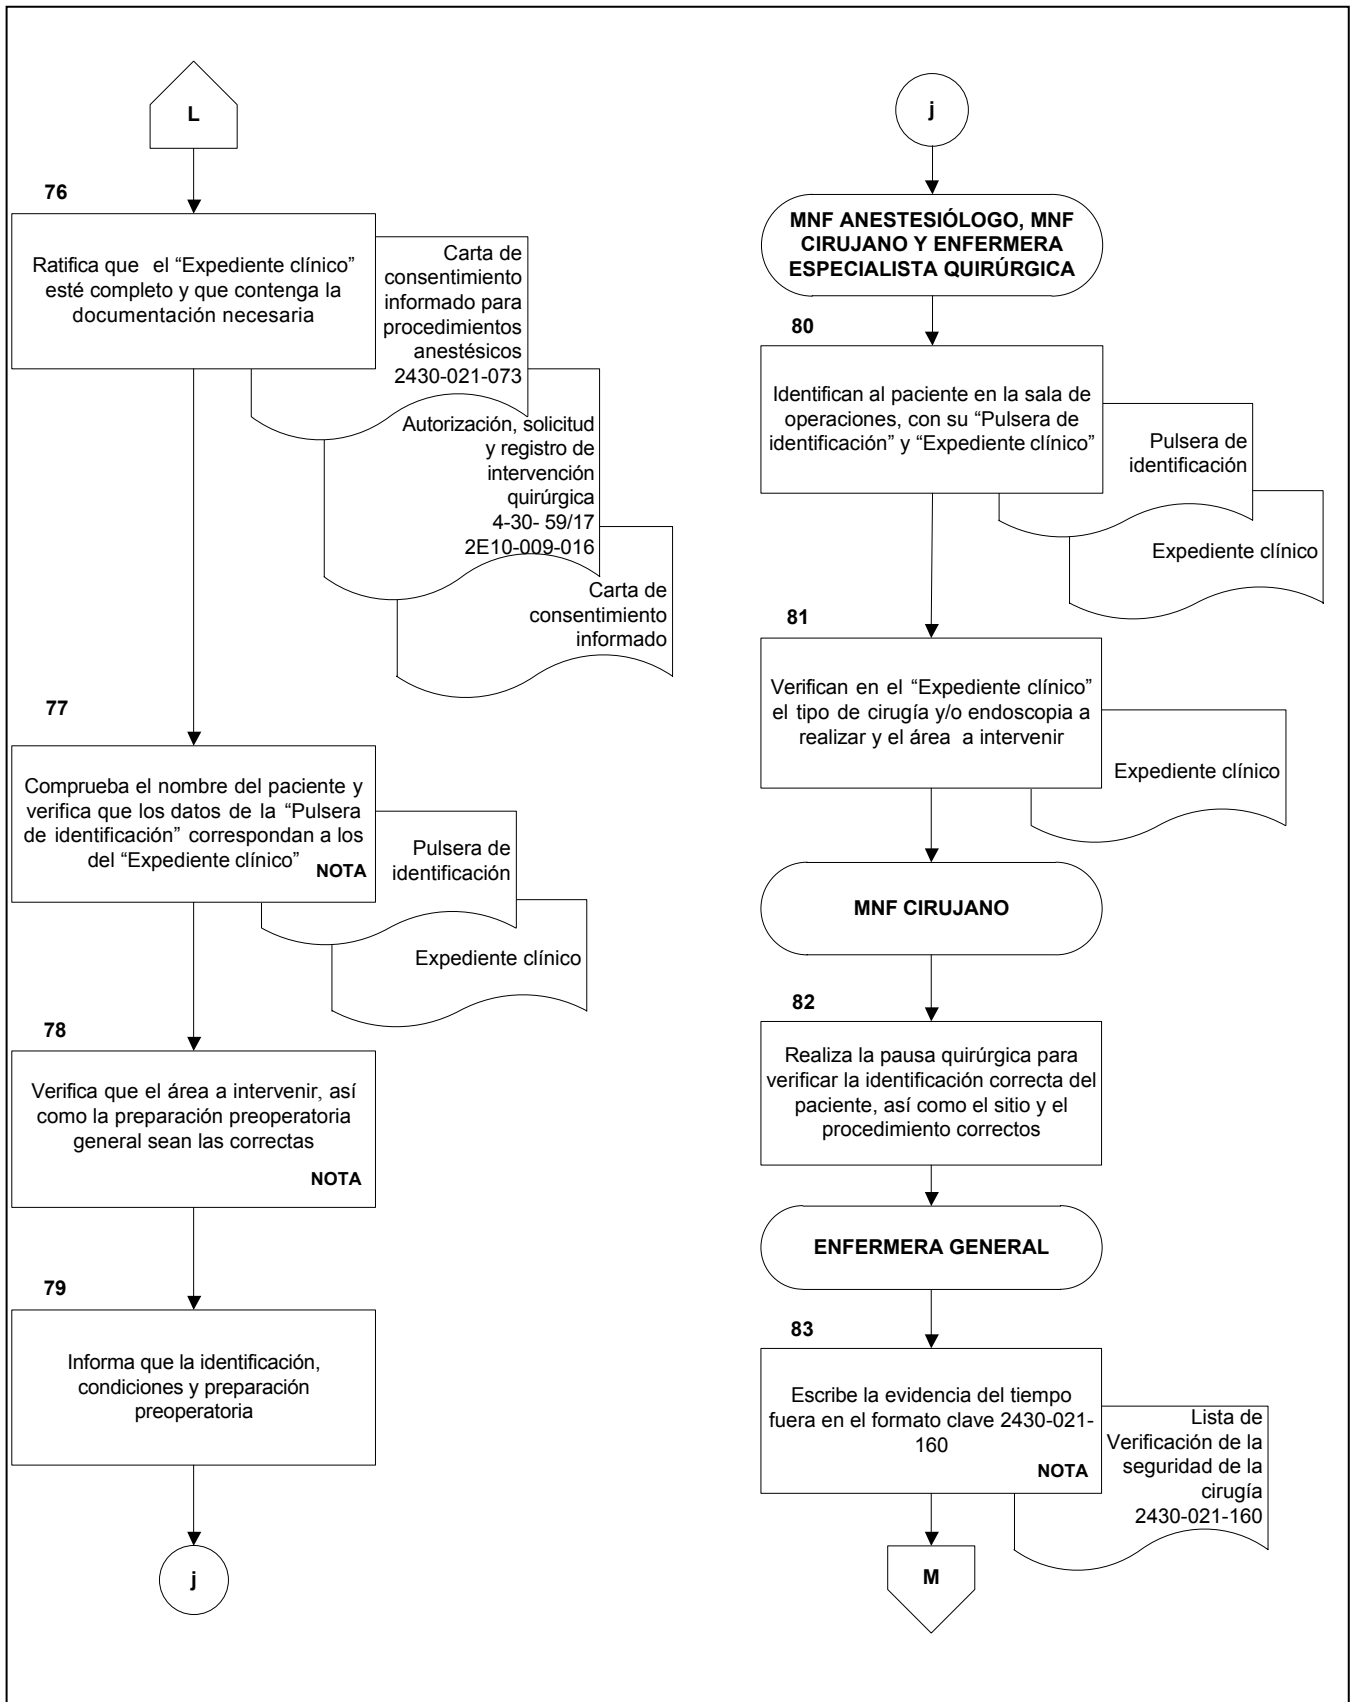 L
76
Ratifica que el “Expediente clínico”
esté completo y que contenga la
documentación necesaria
Carta de
consentimiento
informado para
procedimientos
anestésicos
2430-021-073
Autorización, solicitud
y registro de
intervención
quirúrgica
4-30- 59/17
2E10-009-016
Carta de
consentimiento
informado
77
Comprueba el nombre del paciente y
verifica que los datos de la “Pulsera
de identificación” correspondan a los
del “Expediente clínico”
NOTA
Pulsera de
identificación
Expediente clínico
78
Verifica que el área a intervenir, así
como la preparación preoperatoria
general sean las correctas
NOTA
79
Informa que la identificación,
condiciones y preparación
preoperatoria
j
j
MNF ANESTESIÓLOGO, MNF
CIRUJANO Y ENFERMERA
ESPECIALISTA QUIRÚRGICA
80
Identifican al paciente en la sala de
operaciones, con su “Pulsera de
identificación” y “Expediente clínico”
Pulsera de
identificación
Expediente clínico
81
Verifican en el “Expediente clínico”
el tipo de cirugía y/o endoscopia a
realizar y el área a intervenir
Expediente clínico
MNF CIRUJANO
82
Realiza la pausa quirúrgica para
verificar la identificación correcta del
paciente, así como el sitio y el
procedimiento correctos
ENFERMERA GENERAL
83
Escribe la evidencia del tiempo
fuera en el formato clave 2430-021-
160
NOTA
Lista de
Verificación de la
seguridad de la
cirugía
2430-021-160
M